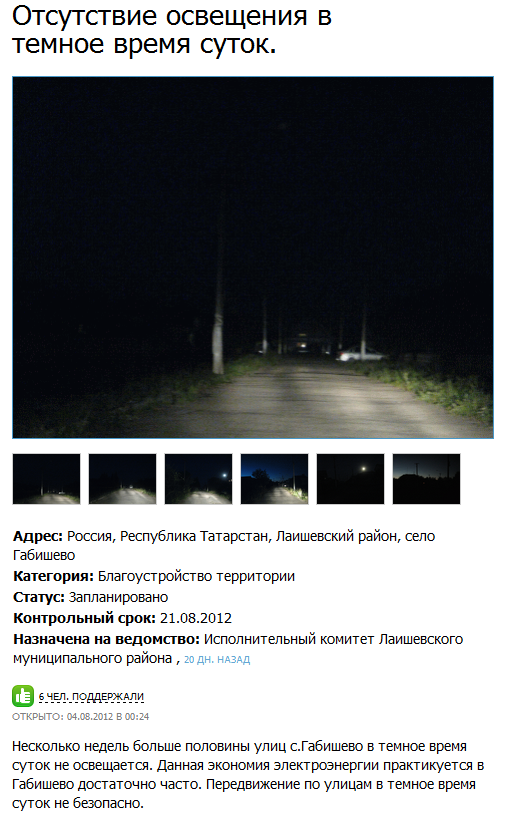 Отсутствие освещения в
темное время суток.
Адрес: Россия, Республика Татарстан, Лаишевский район, село
Габишево
Категория: Благоустройство территории
Статус: Запланировано
Контрольный срок: 21.08.2012
Назначена на ведомство: Исполнительный комитет Лаишевского
муниципального района , 20 ДН. НАЗАД
6 ЧЕЛ. ПОДДЕРЖАЛИ
ОТКРЫТО: 04.08.2012 В 00:24
Несколько недель больше половины улиц с.Габишево в темное время
суток не освещается. Данная экономия электроэнергии практикуется в
Габишево достаточно часто. Передвижение по улицам в темное время
суток не безопасно.